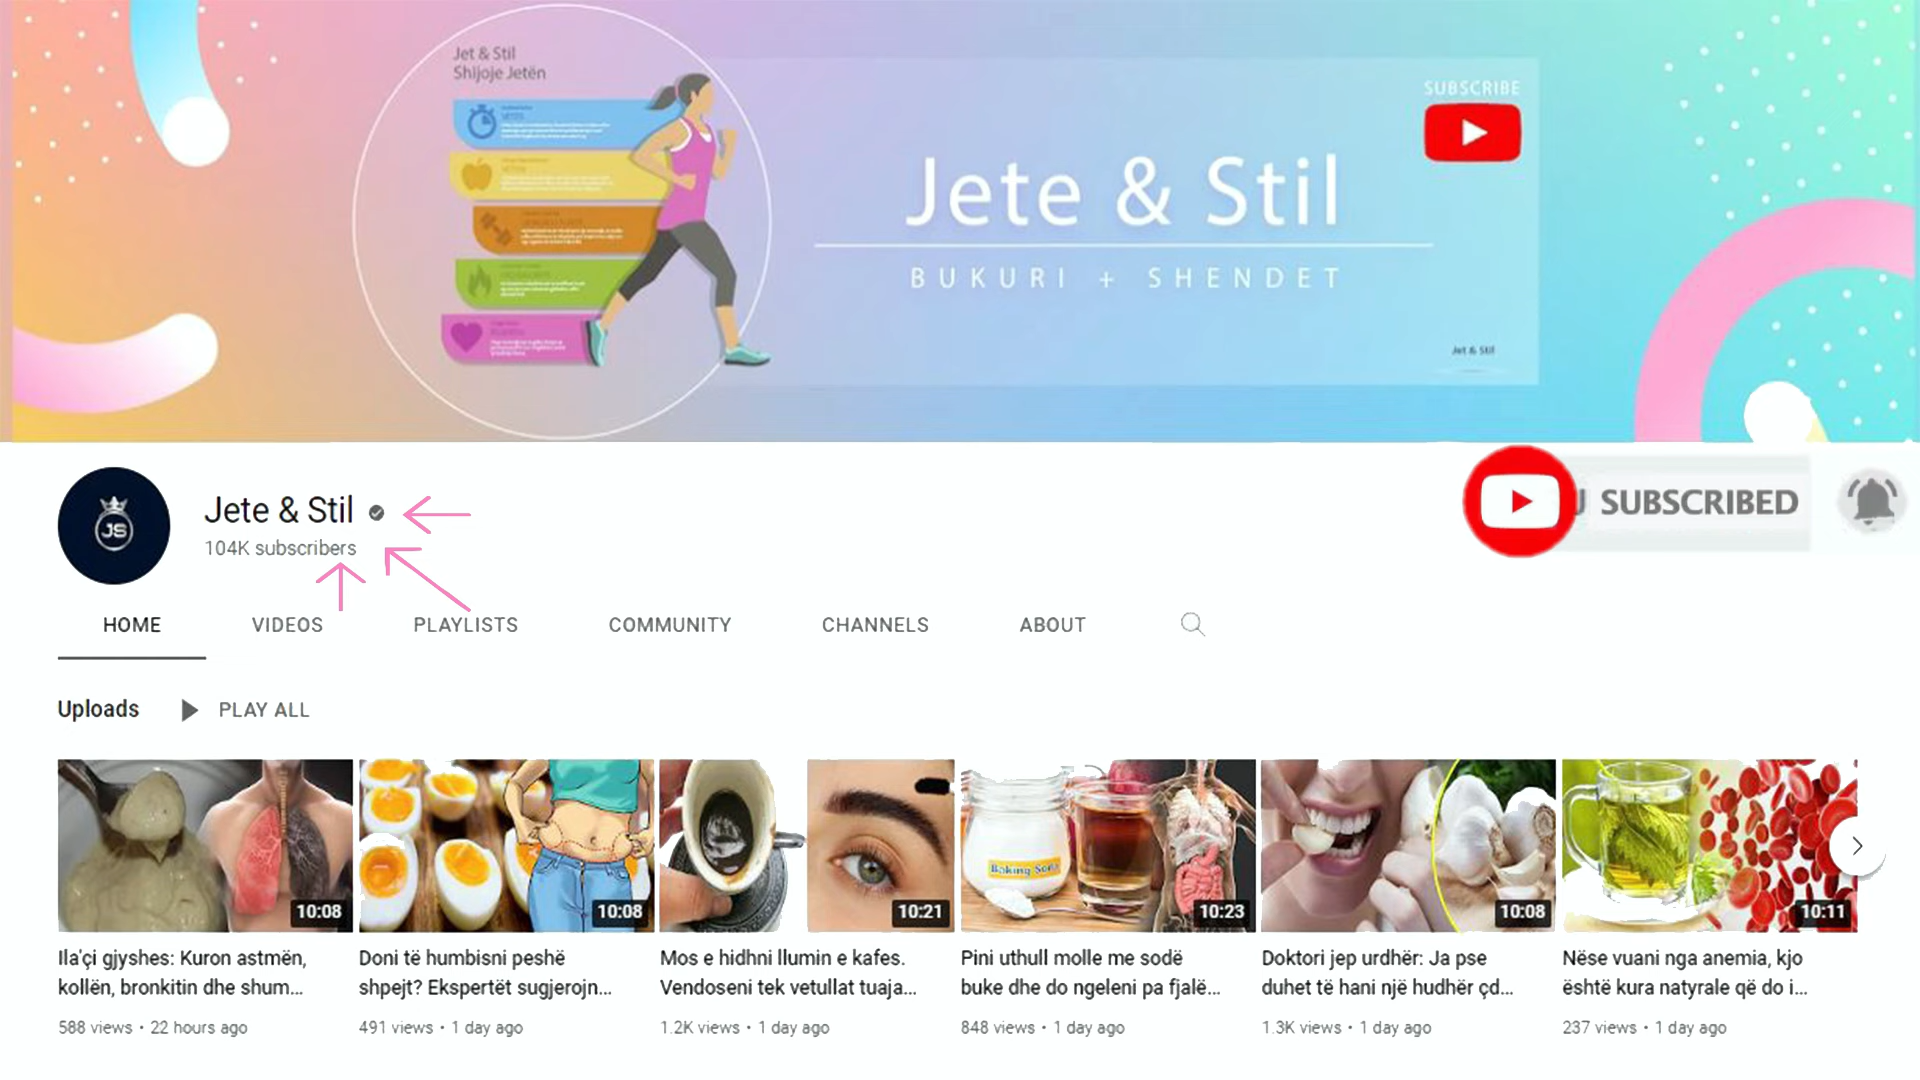 Jet & Stil
Shijoje Jetën
SUBSCRIBE
Jete & Stil
BUKURI + SHENDET
Jet & Stil
JS
Jete & Stil
104K subscribers
SUBSCRIBED
HOME
VIDEOS
PLAYLISTS
COMMUNITY
CHANNELS
ABOUT
Uploads
PLAY ALL
10:08
10:08
10:21
Baking Soda
10:23
10:08
10:11
Ila'çi gjyshes: Kuron astmën,
kollën, bronkitin dhe shum...
588 views • 22 hours ago
Doni të humbisni peshë
shpejt? Ekspertët sugjerojn...
491 views • 1 day ago
Mos e hidhni llumin e kafes.
Vendoseni tek vetullat tuaja...
1.2K views • 1 day ago
Pini uthull molle me sodë
buke dhe do ngeleni pa fjalë...
848 views • 1 day ago
Doktori jep urdhër: Ja pse
duhet të hani një hudhër çd...
1.3K views • 1 day ago
Nëse vuani nga anemia, kjo
është kura natyrale që do i...
237 views • 1 day ago